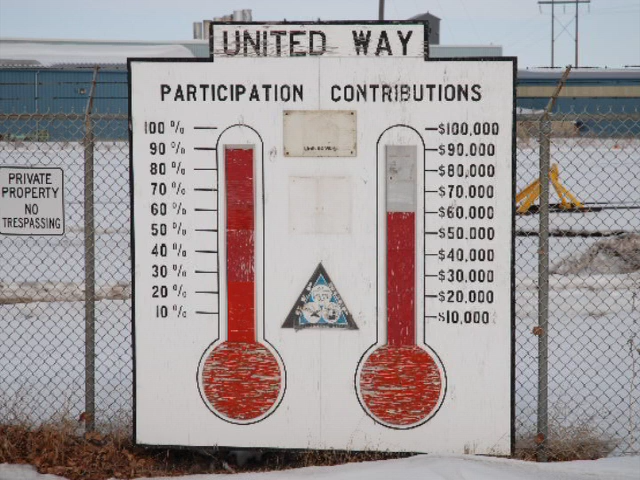 UNITED WAY
PARTICIPATION CONTRIBUTIONS
100 % $100,000
90 % $90,000
80 % $80,000
70 % $70,000
60 % $60,000
50 % $50,000
40 % $40,000
30 % $30,000
20 % $20,000
10 % $10,000
PRIVATE
PROPERTY
NO
TRESPASSING